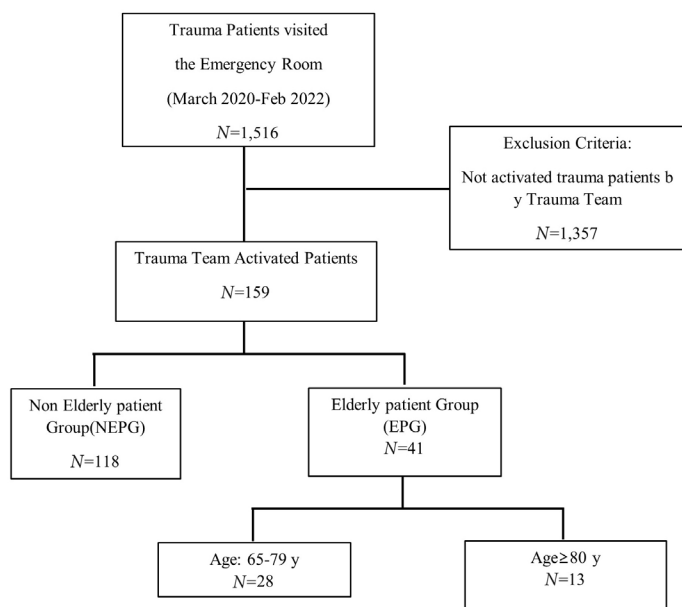 Trauma Patients visited
the Emergency Room
(March 2020-Feb 2022)
N=1,516
Exclusion Criteria:
Not activated trauma patients b
y Trauma Team
N=1,357
Trauma Team Activated Patients
N=159
Non Elderly patient
Group(NEPG)
N=118
Elderly patient Group
(EPG)
N=41
Age: 65-79 y
N=28
Age≥80 y
N=13